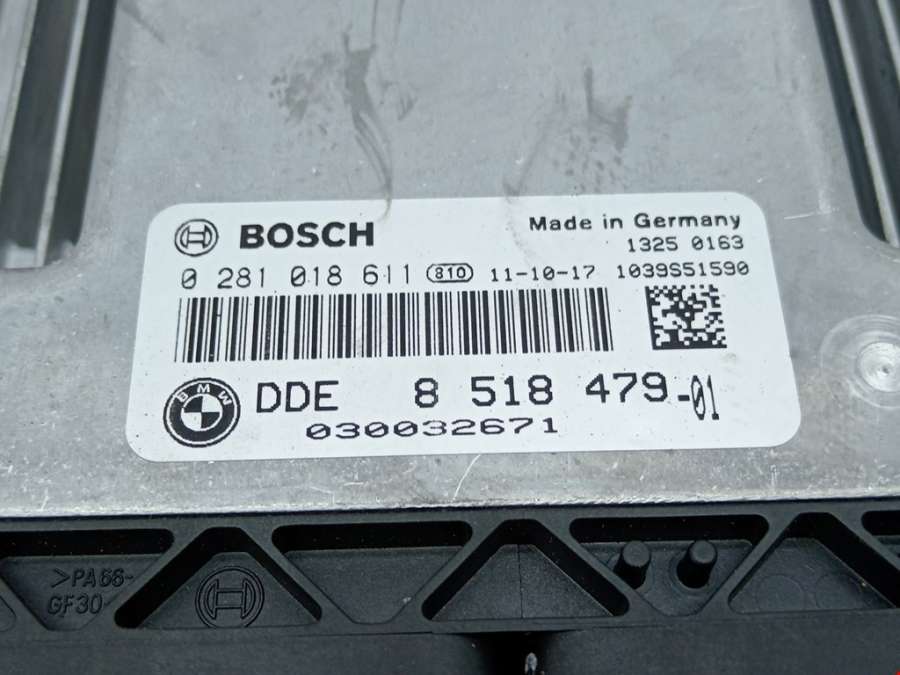 BOSCH
Made in Germany
1325 0163
0 281 018 611 810 11-10-17 1039S51590
BMW
DDE 8 518 479-01
030032671
>PA66-
GF30